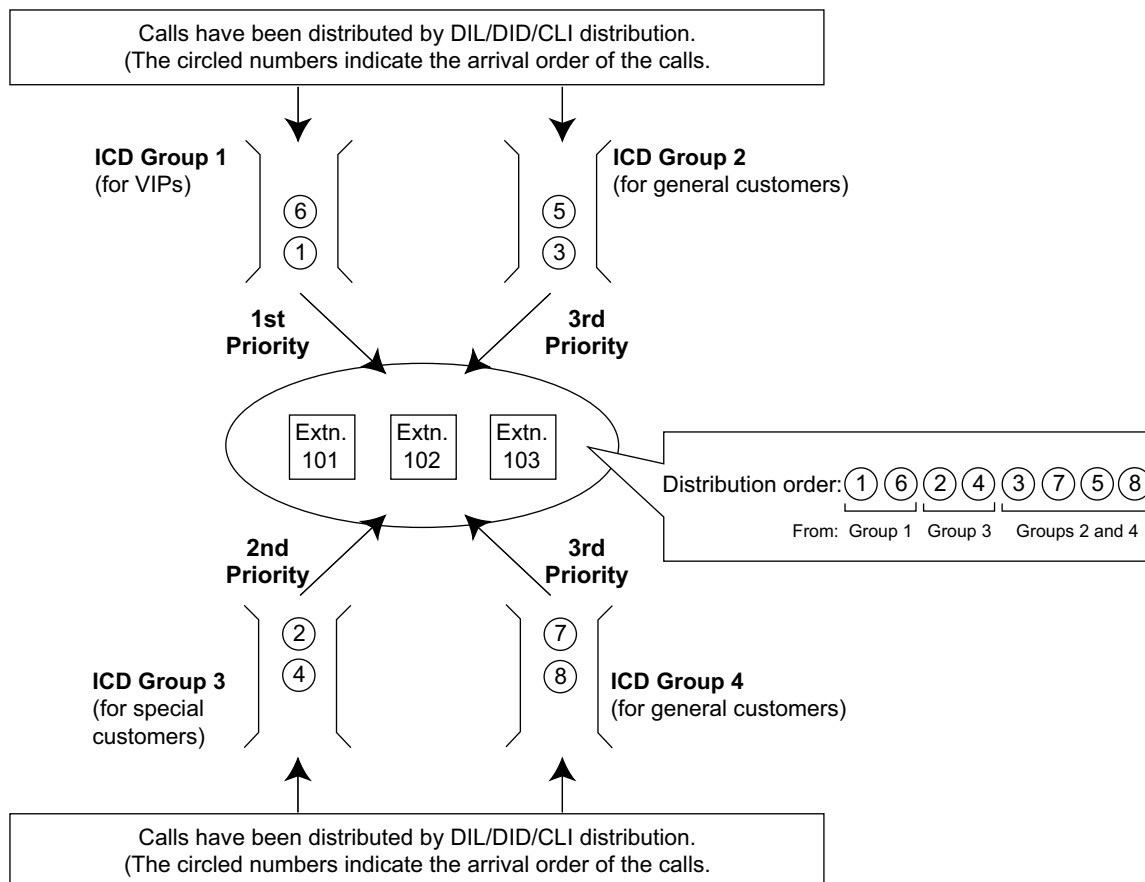 Calls have been distributed by DIL/DID/CLI distribution.
(The circled numbers indicate the arrival order of the calls.
ICD Group 1
(for VIPs)
6
1
ICD Group 2
(for general customers)
5
3
1st
Priority
3rd
Priority
Extn.
101
Extn.
102
Extn.
103
Distribution order: 1 6 2 4 3 7 5 8
From: Group 1 Group 3 Groups 2 and 4
2nd
Priority
3rd
Priority
2
4
ICD Group 3
(for special
customers)
7
8
ICD Group 4
(for general customers)
Calls have been distributed by DIL/DID/CLI distribution.
(The circled numbers indicate the arrival order of the calls.